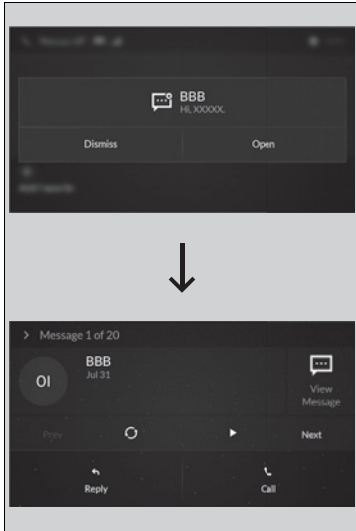 BBB
Hi, XXXXX.
Dismiss Open
Message 1 of 20
BBB
OI
Jul 31
View
Message
Prev Next
Reply Call